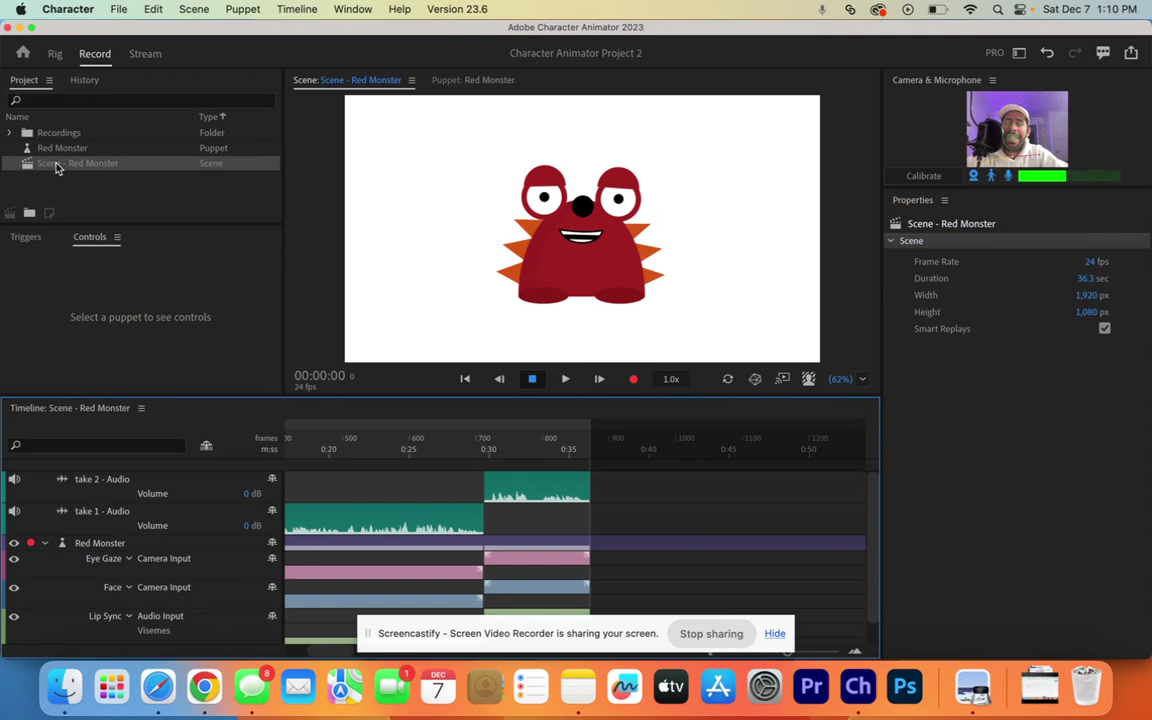 Character File Edit Scene Puppet Timeline Window Help Version 23.6 Sat Dec 7 1:10 PM
Adobe Character Animator 2023
Rig Record Stream Character Animator Project 2 PRO
Project History
Name Type
Recordings Folder
Red Monster Puppet
Scene - Red Monster Scene
Triggers Controls
Select a puppet to see controls
Scene: Scene - Red Monster Puppet: Red Monster
00:00:00 0
24 fps
1.0x
(62%)
Camera & Microphone
Calibrate
Properties
Scene - Red Monster
Scene
Frame Rate 24 fps
Duration 36.3 sec
Width 1,920 px
Height 1,080 px
Smart Replays
Timeline: Scene - Red Monster
frames 00 500 600 700 800 900 1000 1100 1200
m:ss 0:20 0:25 0:30 0:35 0:40 0:45 0:50
take 2 - Audio
Volume 0 dB
take 1 - Audio
Volume 0 dB
Red Monster
Eye Gaze Camera Input
Face Camera Input
Lip Sync Audio Input
Visemes
Screencastify - Screen Video Recorder is sharing your screen. Stop sharing Hide
8
1
DEC
7
tv
Pr
Ch
Ps